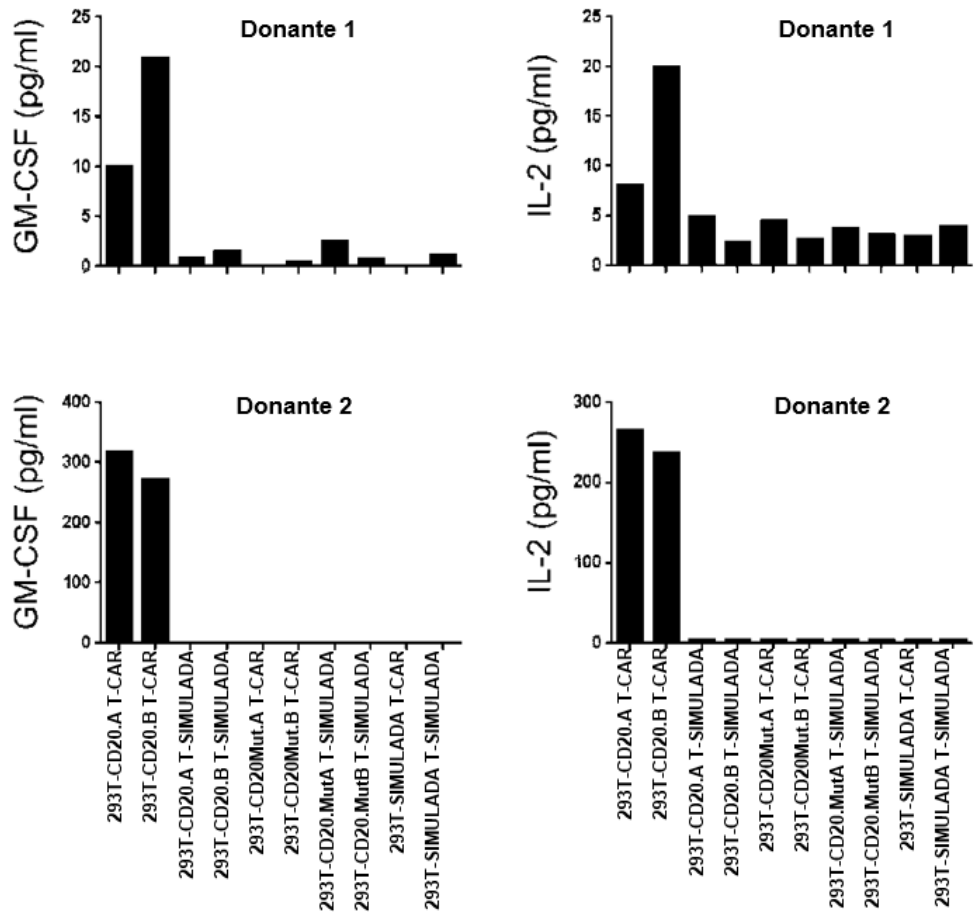 Donante 1
GM-CSF (pg/ml)
25
20
15
10
5
0
Donante 1
IL-2 (pg/ml)
25
20
15
10
5
0
Donante 2
GM-CSF (pg/ml)
400
300
200
100
0
293T-CD20.A T-CAR
293T-CD20.B T-CAR
293T-CD20.A T-SIMULADA
293T-CD20.B T-SIMULADA
293T-CD20Mut.A T-CAR
293T-CD20Mut.B T-CAR
293T-CD20.MutA T-SIMULADA
293T-CD20.MutB T-SIMULADA
293T-SIMULADA T-CAR
293T-SIMULADA T-SIMULADA
Donante 2
IL-2 (pg/ml)
300
200
100
0
293T-CD20.A T-CAR
293T-CD20.B T-CAR
293T-CD20.A T-SIMULADA
293T-CD20.B T-SIMULADA
293T-CD20Mut.A T-CAR
293T-CD20Mut.B T-CAR
293T-CD20.MutA T-SIMULADA
293T-CD20.MutB T-SIMULADA
293T-SIMULADA T-CAR
293T-SIMULADA T-SIMULADA